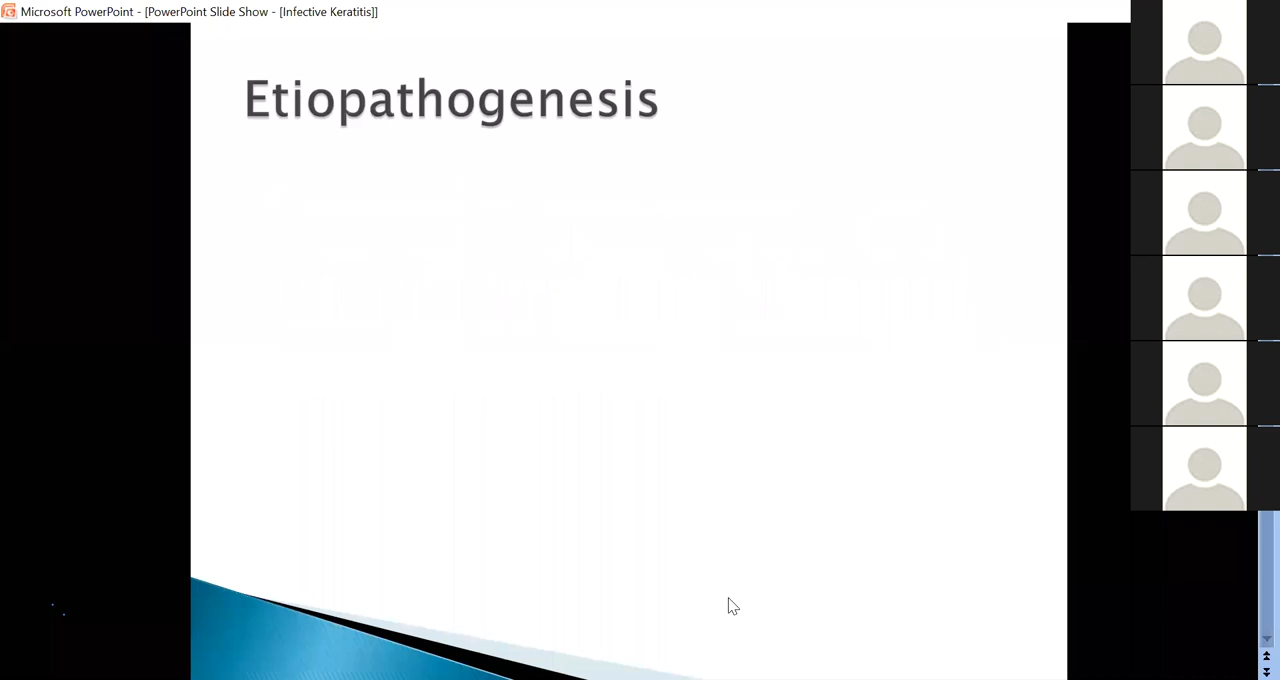 Microsoft PowerPoint - [PowerPoint Slide Show - [Infective Keratitis]]
Etiopathogenesis